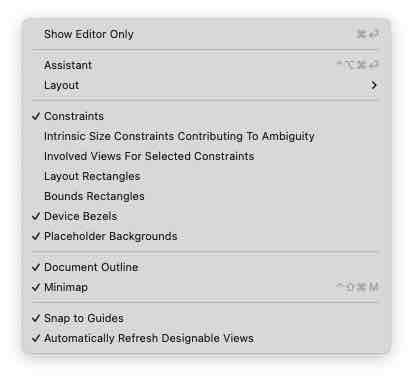 Show Editor Only ⌘⏎
Assistant ^⌥⌘⏎
Layout >
✓ Constraints
Intrinsic Size Constraints Contributing To Ambiguity
Involved Views For Selected Constraints
Layout Rectangles
Bounds Rectangles
✓ Device Bezels
✓ Placeholder Backgrounds
✓ Document Outline
✓ Minimap ^⇧⌘M
✓ Snap to Guides
✓ Automatically Refresh Designable Views